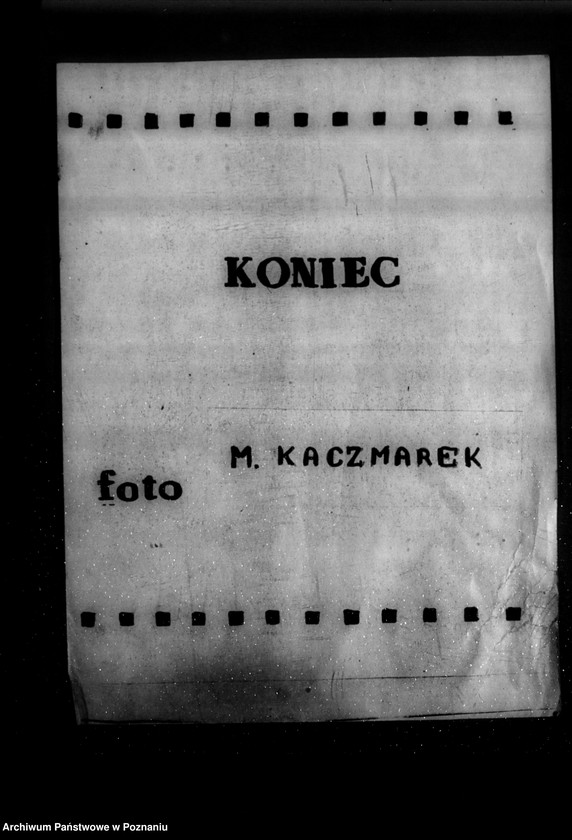 KONIEC
M. KACZMAREK
foto
Archiwum Państwowe w Poznaniu